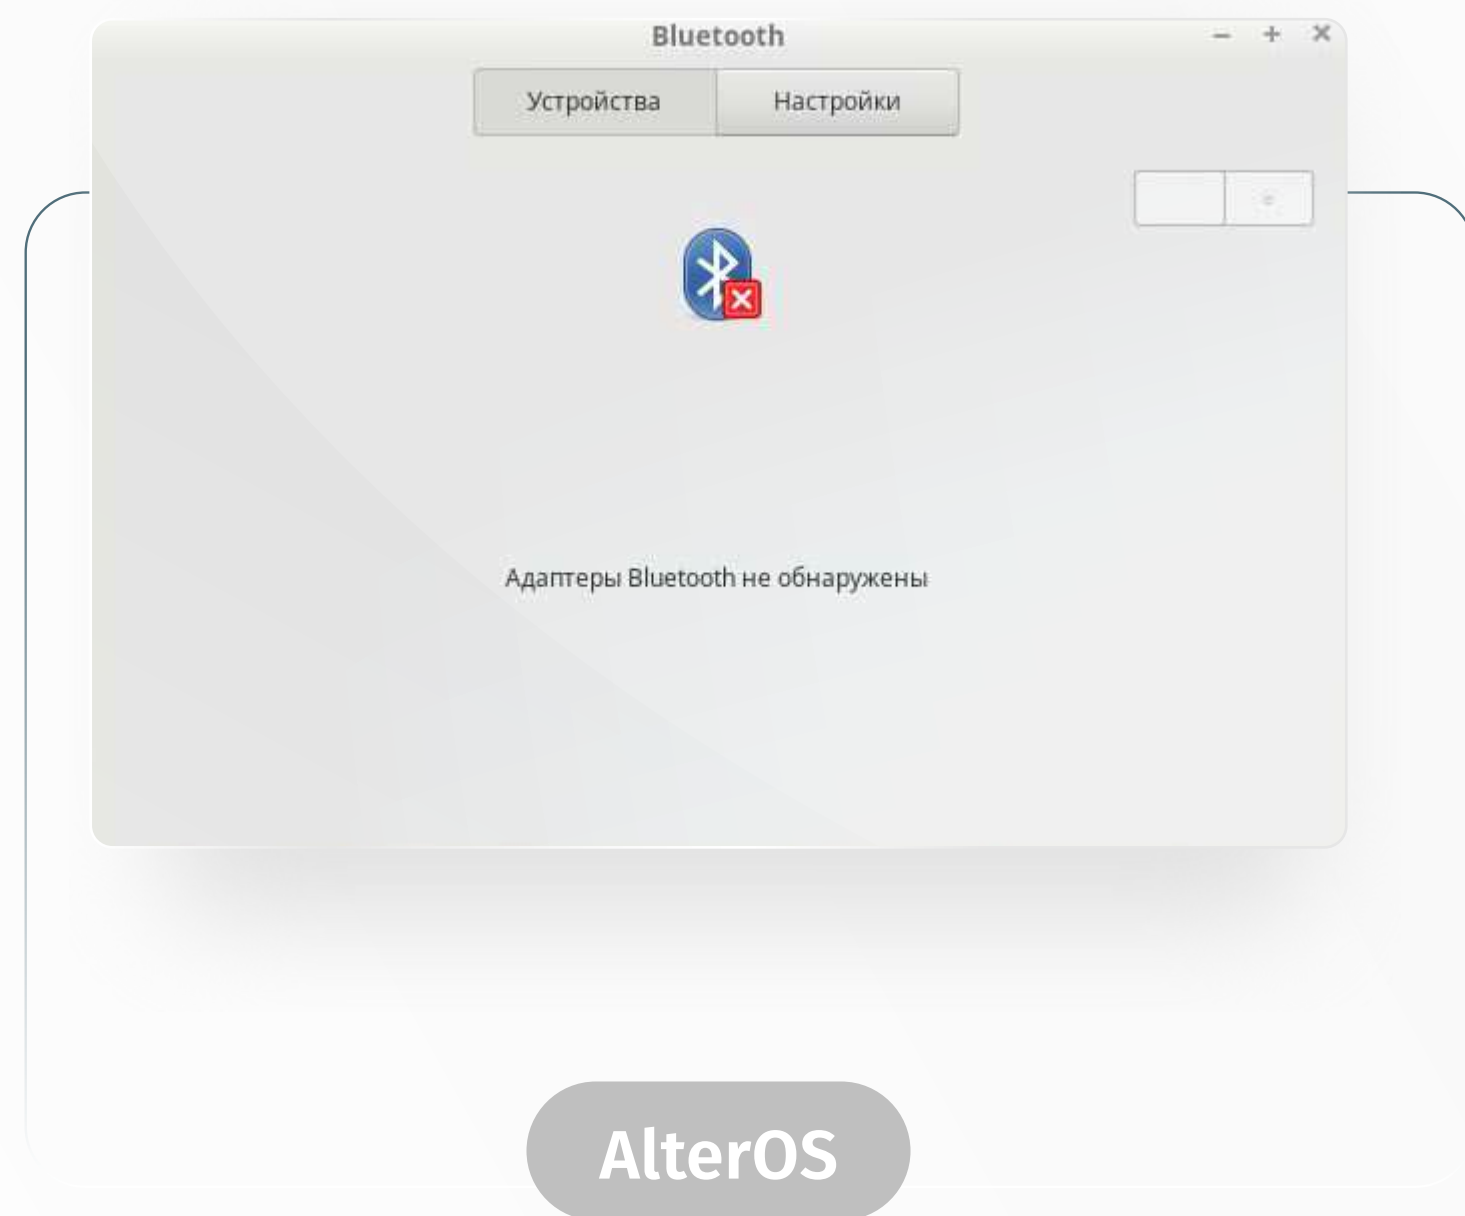 Bluetooth
Устройства
Настройки
Адаптеры Bluetooth не обнаружены
AlterOS